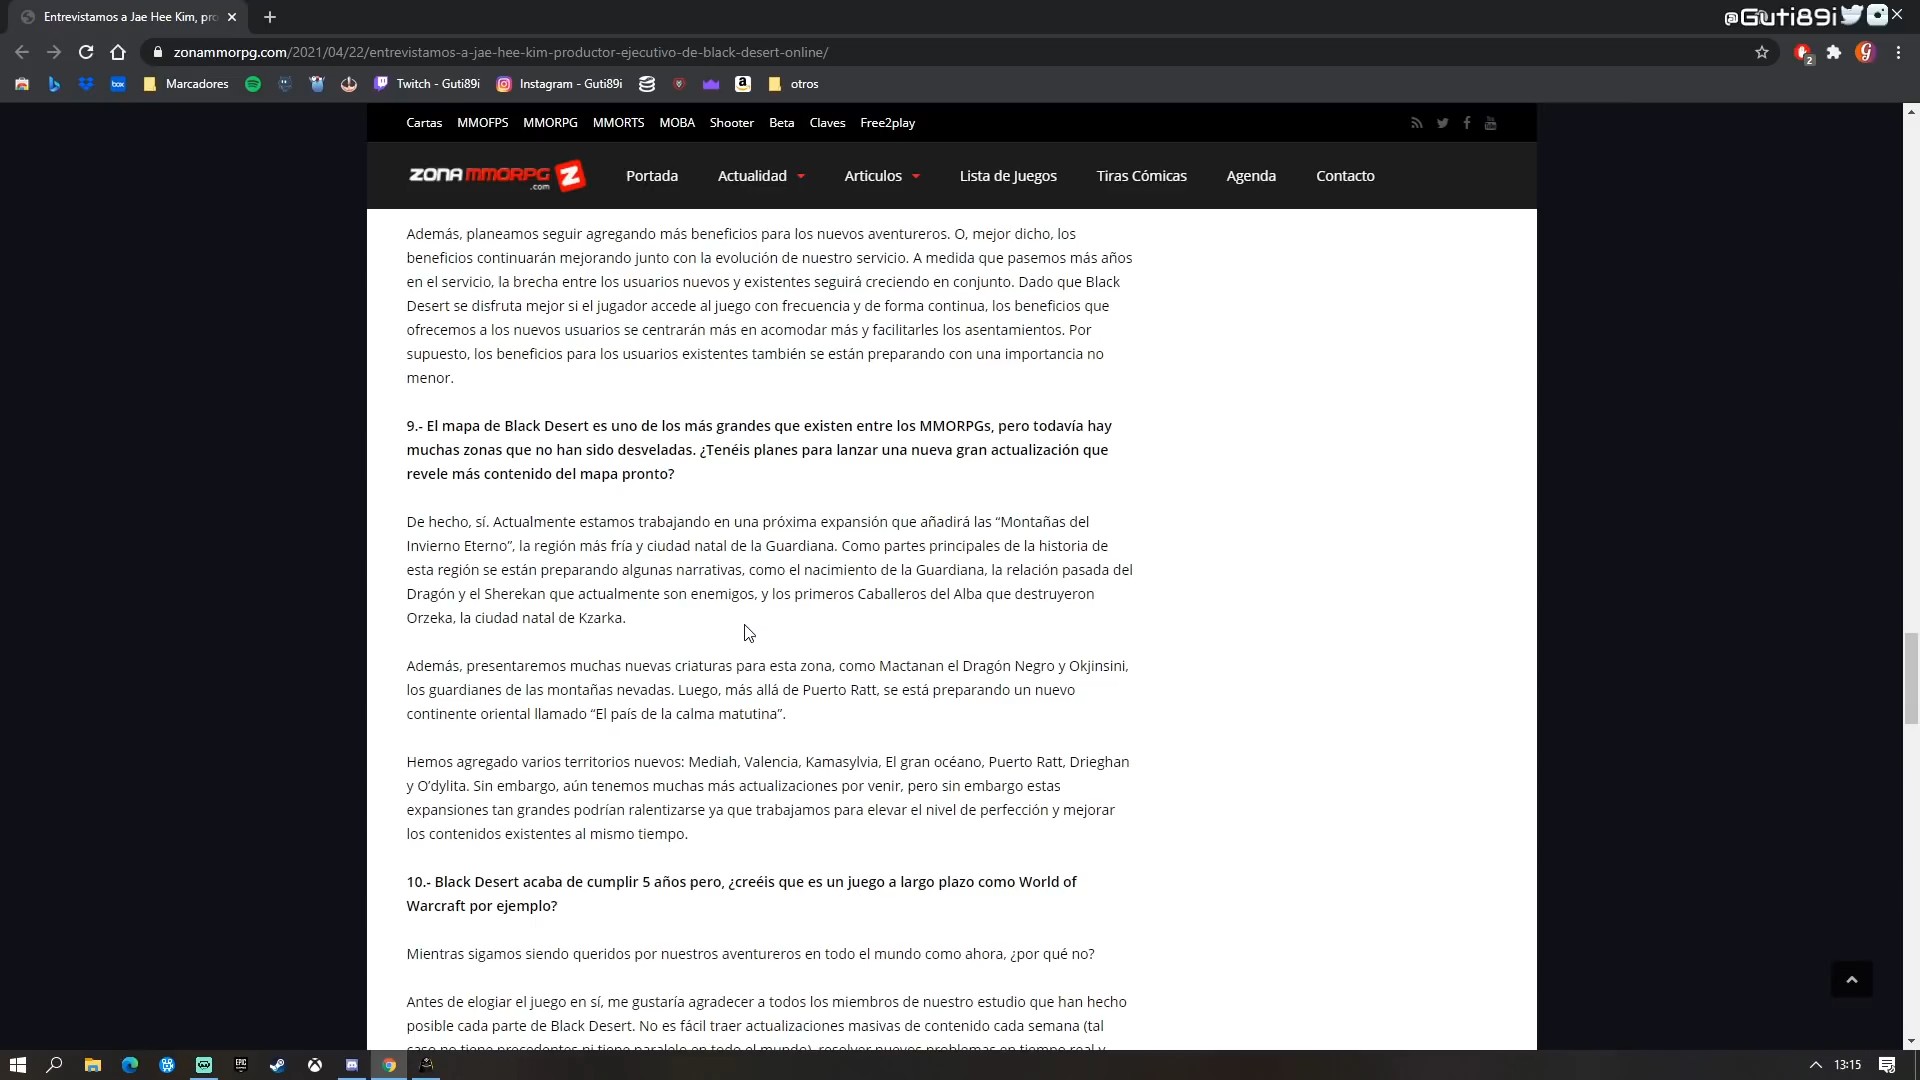 Entrevistamos a Jae Hee Kim, pro
@Guti89i
zonammorpg.com/2021/04/22/entrevistamos-a-jae-hee-kim-productor-ejecutivo-de-black-desert-online/
2
box Marcadores Twitch - Guti89i Instagram - Guti89i a otros
Cartas MMOFPS MMORPG MMORTS MOBA Shooter Beta Claves Free2play
ZONAMMORPG.com Z Portada Actualidad Articulos Lista de Juegos Tiras Cómicas Agenda Contacto
Además, planeamos seguir agregando más beneficios para los nuevos aventureros. O, mejor dicho, los
beneficios continuarán mejorando junto con la evolución de nuestro servicio. A medida que pasemos más años
en el servicio, la brecha entre los usuarios nuevos y existentes seguirá creciendo en conjunto. Dado que Black
Desert se disfruta mejor si el jugador accede al juego con frecuencia y de forma continua, los beneficios que
ofrecemos a los nuevos usuarios se centrarán más en acomodar más y facilitarles los asentamientos. Por
supuesto, los beneficios para los usuarios existentes también se están preparando con una importancia no
menor.
9.- El mapa de Black Desert es uno de los más grandes que existen entre los MMORPGs, pero todavía hay
muchas zonas que no han sido desveladas. ¿Tenéis planes para lanzar una nueva gran actualización que
revele más contenido del mapa pronto?
De hecho, sí. Actualmente estamos trabajando en una próxima expansión que añadirá las “Montañas del
Invierno Eterno”, la región más fría y ciudad natal de la Guardiana. Como partes principales de la historia de
esta región se están preparando algunas narrativas, como el nacimiento de la Guardiana, la relación pasada del
Dragón y el Sherekan que actualmente son enemigos, y los primeros Caballeros del Alba que destruyeron
Orzeka, la ciudad natal de Kzarka.
Además, presentaremos muchas nuevas criaturas para esta zona, como Mactanan el Dragón Negro y Okjinsini,
los guardianes de las montañas nevadas. Luego, más allá de Puerto Ratt, se está preparando un nuevo
continente oriental llamado “El país de la calma matutina”.
Hemos agregado varios territorios nuevos: Mediah, Valencia, Kamasylvia, El gran océano, Puerto Ratt, Drieghan
y O’dylita. Sin embargo, aún tenemos muchas más actualizaciones por venir, pero sin embargo estas
expansiones tan grandes podrían ralentizarse ya que trabajamos para elevar el nivel de perfección y mejorar
los contenidos existentes al mismo tiempo.
10.- Black Desert acaba de cumplir 5 años pero, ¿creéis que es un juego a largo plazo como World of
Warcraft por ejemplo?
Mientras sigamos siendo queridos por nuestros aventureros en todo el mundo como ahora, ¿por qué no?
Antes de elogiar el juego en sí, me gustaría agradecer a todos los miembros de nuestro estudio que han hecho
posible cada parte de Black Desert. No es fácil traer actualizaciones masivas de contenido cada semana (tal
caso no tiene precedentes ni tiene paralelo en todo el mundo), resolver nuevos problemas en tiempo real y
13:15